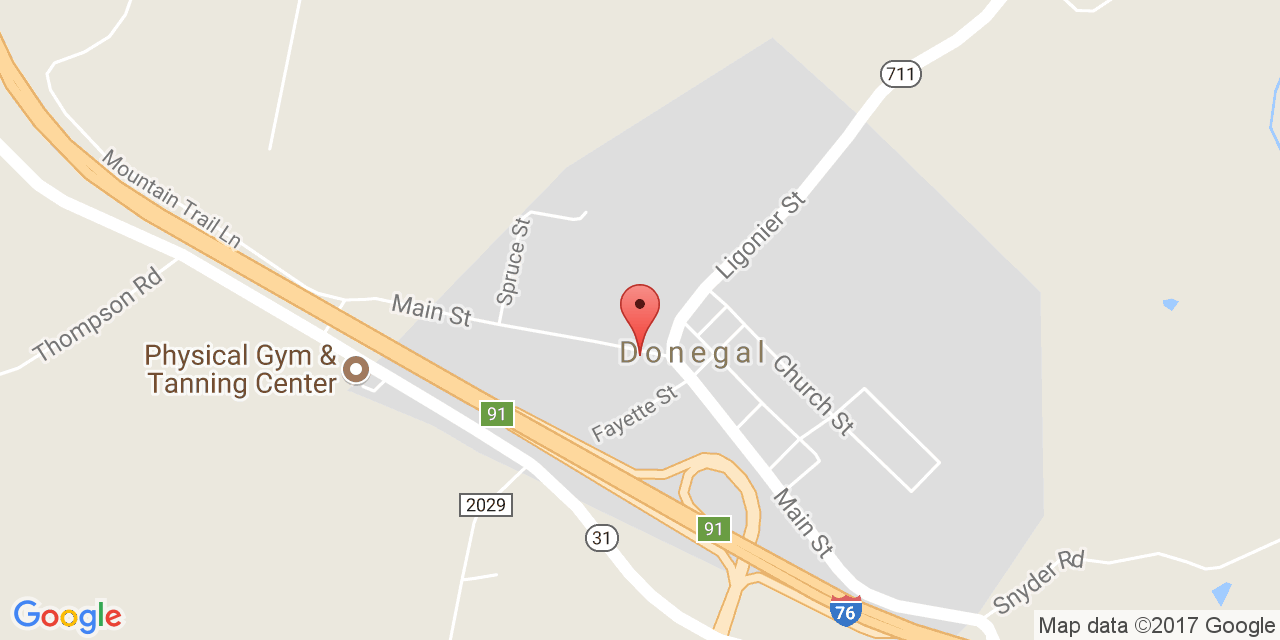 711
Mountain Trail Ln
Ligonier St
Spruce St
Thompson Rd
Main St
Physical Gym &
Tanning Center
Donegal
Church St
Fayette St
91
2029
31
91
Main St
Snyder Rd
76
Google
Map data ©2017 Google